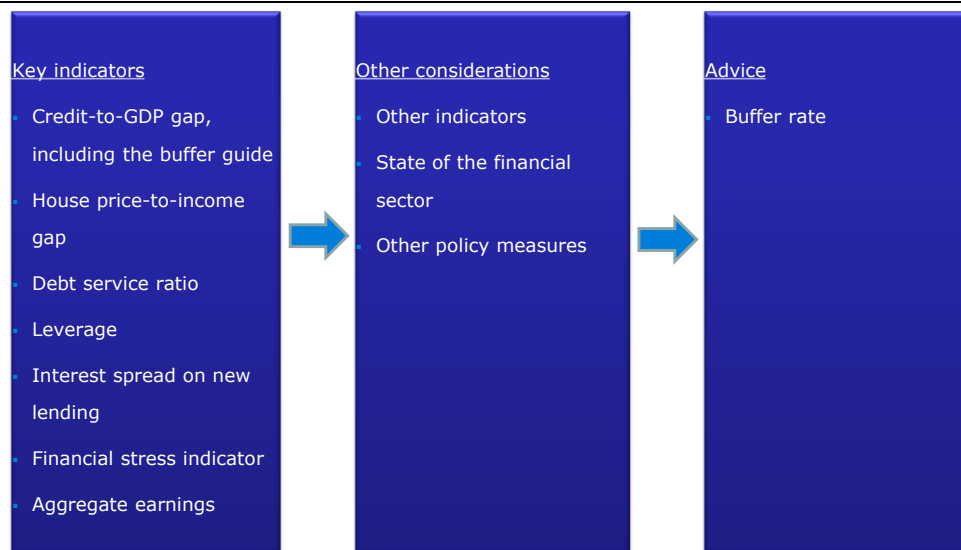 Key indicators
Credit-to-GDP gap,
including the buffer guide
House price-to-income
gap
Debt service ratio
Leverage
Interest spread on new
lending
Financial stress indicator
Aggregate earnings
Other considerations
Other indicators
State of the financial
sector
Other policy measures
Advice
Buffer rate